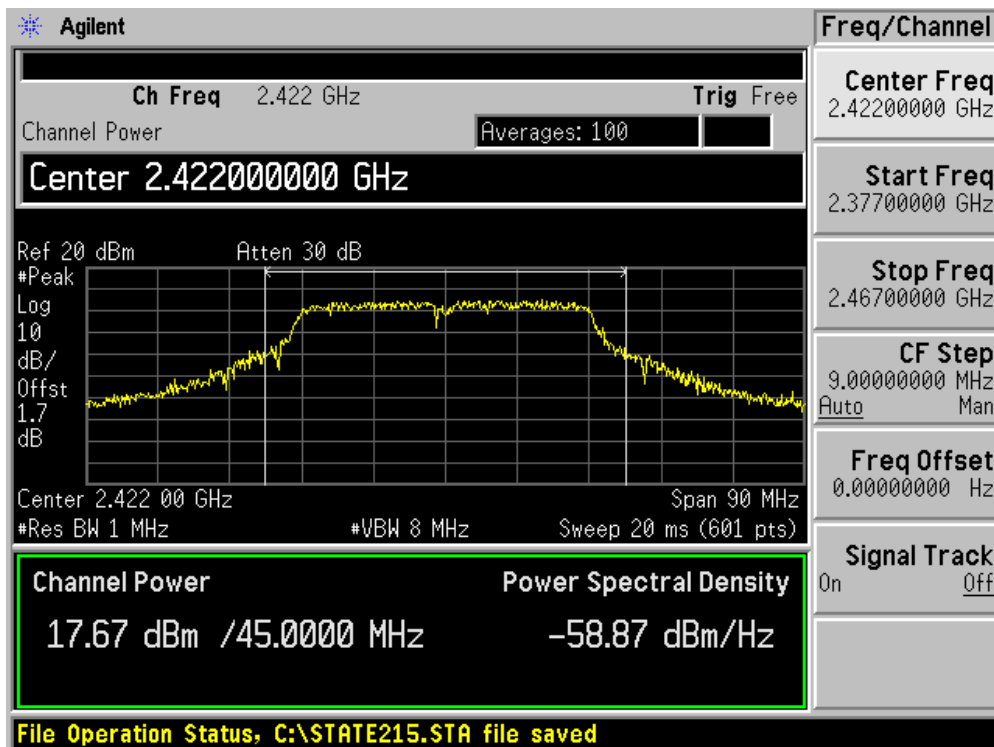 Agilent
Freq/Channel
Ch Freq 2.422 GHz Trig Free
Channel Power Averages: 100
Center 2.422000000 GHz
Ref 20 dBm Atten 30 dB
#Peak
Log
10
dB/
Offst
1.7
dB
Center 2.422 00 GHz Span 90 MHz
#Res BW 1 MHz #VBW 8 MHz Sweep 20 ms (601 pts)
Channel Power Power Spectral Density
17.67 dBm /45.0000 MHz -58.87 dBm/Hz
File Operation Status, C:\STATE215.STA file saved
Center Freq
2.42200000 GHz
Start Freq
2.37700000 GHz
Stop Freq
2.46700000 GHz
CF Step
9.00000000 MHz
Auto Man
Freq Offset
0.00000000 Hz
Signal Track
On Off